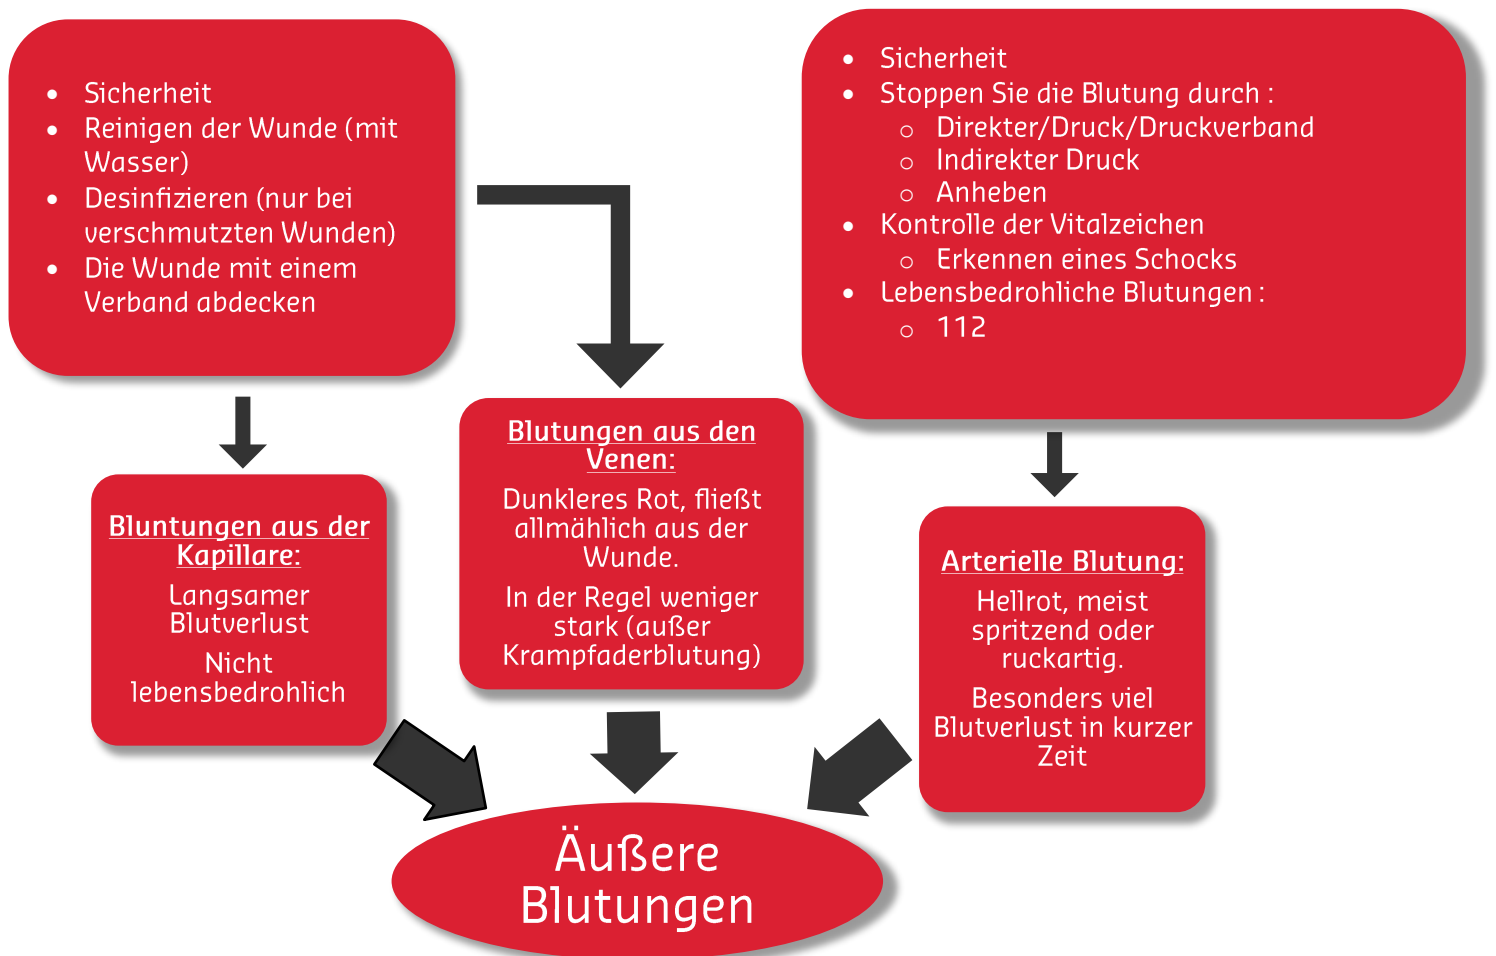 • Sicherheit
• Reinigen der Wunde (mit
Wasser)
• Desinfizieren (nur bei
verschmutzten Wunden)
• Die Wunde mit einem
Verband abdecken
• Sicherheit
• Stoppen Sie die Blutung durch :
○ Direkter/Druck/Druckverband
○ Indirekter Druck
○ Anheben
• Kontrolle der Vitalzeichen
○ Erkennen eines Schocks
• Lebensbedrohliche Blutungen :
○ 112
Bluntungen aus der
Kapillare:
Langsamer
Blutverlust
Nicht
lebensbedrohlich
Blutungen aus den
Venen:
Dunkleres Rot, fließt
allmählich aus der
Wunde.
In der Regel weniger
stark (außer
Krampfaderblutung)
Arterielle Blutung:
Hellrot, meist
spritzend oder
ruckartig.
Besonders viel
Blutverlust in kurzer
Zeit
Äußere
Blutungen